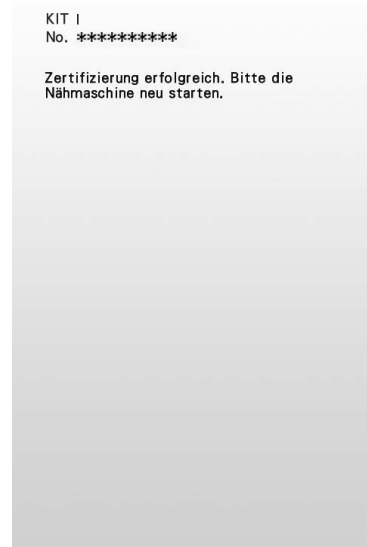 KIT I
No. **********
Zertifizierung erfolgreich. Bitte die
Nähmaschine neu starten.